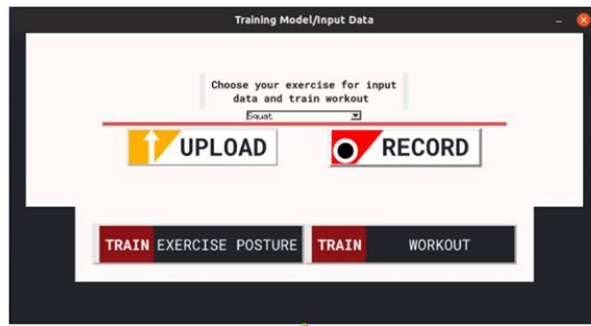 Training Model/Input Data
Choose your exercise for input
data and train workout
Squat
UPLOAD
RECORD
TRAIN EXERCISE POSTURE
TRAIN WORKOUT